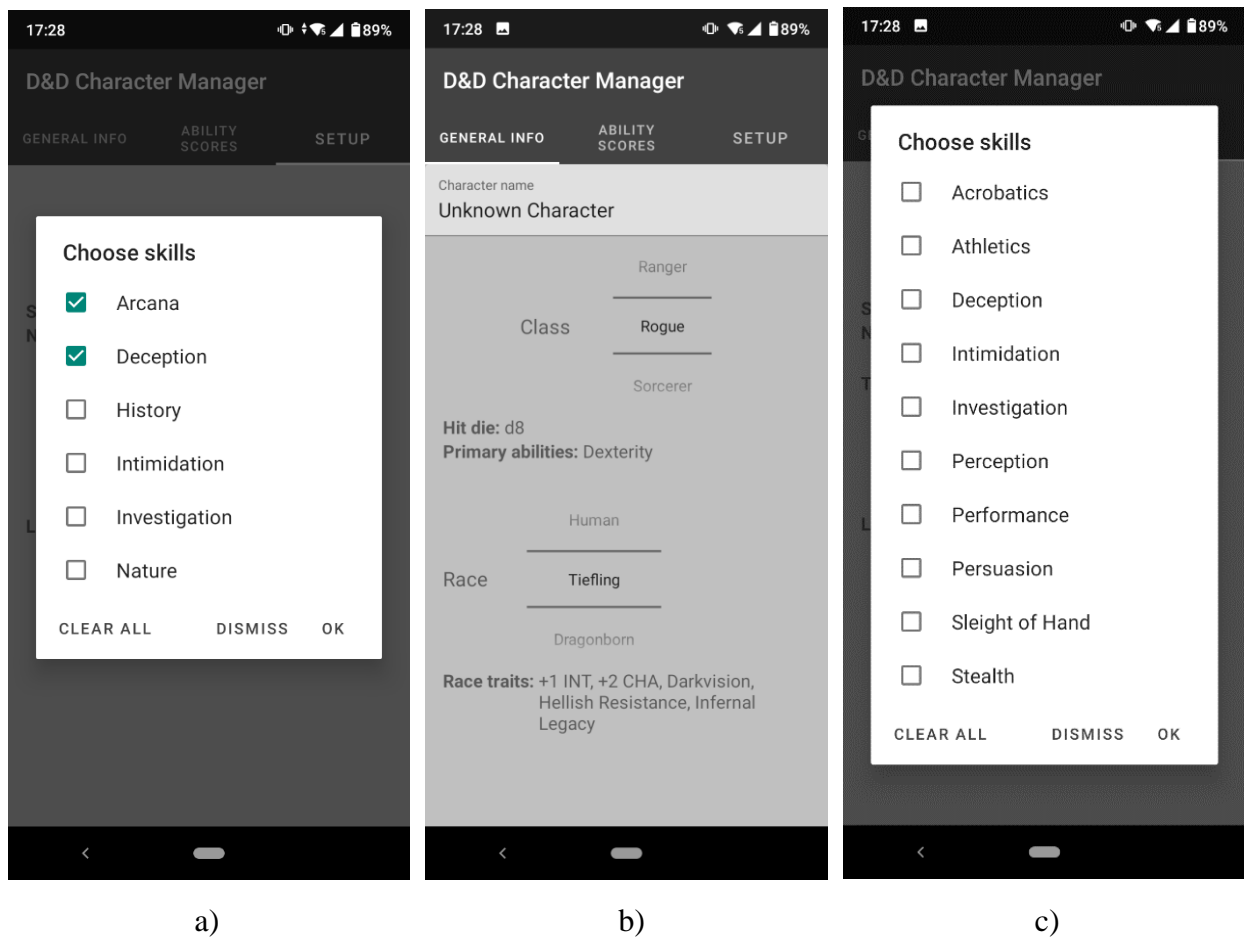 17:28
89%
D&D Character Manager
GENERAL INFO
ABILITY
SCORES
SETUP
S
N
L
Choose skills
Arcana
Deception
History
Intimidation
Investigation
Nature
CLEAR ALL DISMISS OK
a)
17:28
89%
D&D Character Manager
GENERAL INFO
ABILITY
SCORES
SETUP
Character name
Unknown Character
Ranger
Class Rogue
Sorcerer
Hit die: d8
Primary abilities: Dexterity
Human
Race Tiefling
Dragonborn
Race traits: +1 INT, +2 CHA, Darkvision,
Hellish Resistance, Infernal
Legacy
b)
17:28
89%
D&D Character Manager
G
S
N
T
L
Choose skills
Acrobatics
Athletics
Deception
Intimidation
Investigation
Perception
Performance
Persuasion
Sleight of Hand
Stealth
CLEAR ALL DISMISS OK
c)